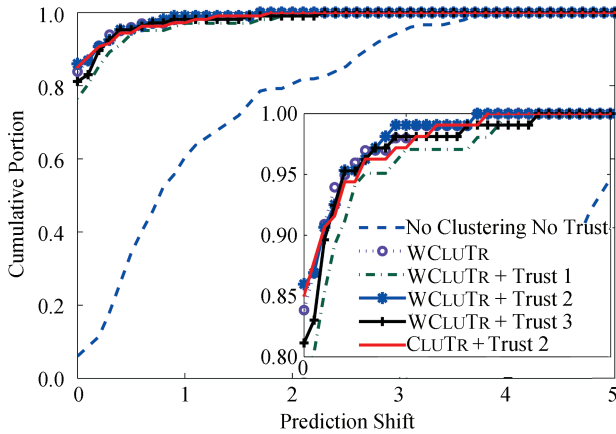 1.0
0.8
0.6
0.4
0.2
0.0
Cumulative Portion
0
1
2
3
4
5
Prediction Shift
1.00
0.95
0.90
0.85
0.80
0
No Clustering No Trust
WCLUTR
WCLUTR + Trust 1
WCLUTR + Trust 2
WCLUTR + Trust 3
CLUTR + Trust 2